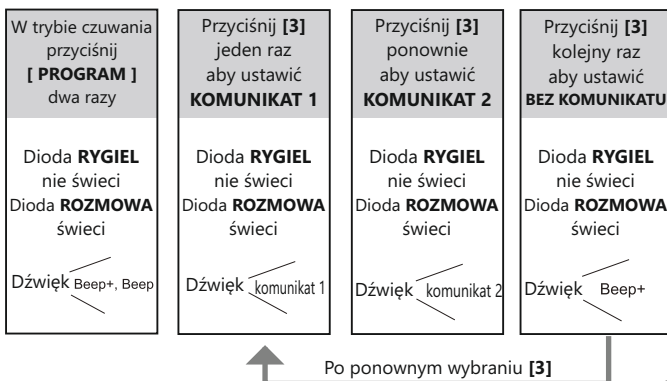 W trybie czuwania
przyciśnij
[ PROGRAM ]
dwa razy
Dioda RYGIEL
nie świeci
Dioda ROZMOWA
świeci
Dźwięk Beep+, Beep
Przyciśnij [3]
jeden raz
aby ustawić
KOMUNIKAT 1
Dioda RYGIEL
nie świeci
Dioda ROZMOWA
świeci
Dźwięk komunikat 1
Przyciśnij [3]
ponownie
aby ustawić
KOMUNIKAT 2
Dioda RYGIEL
nie świeci
Dioda ROZMOWA
świeci
Dźwięk komunikat 2
Przyciśnij [3]
kolejny raz
aby ustawić
BEZ KOMUNIKATU
Dioda RYGIEL
nie świeci
Dioda ROZMOWA
świeci
Dźwięk Beep+
Po ponownym wybraniu [3]